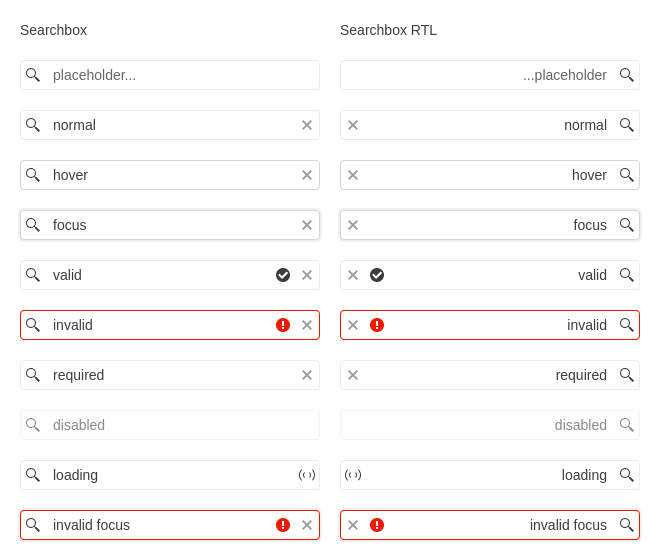 Searchbox
Searchbox RTL
placeholder...
...placeholder
normal
normal
hover
hover
focus
focus
valid
valid
invalid
invalid
required
required
disabled
disabled
loading
loading
invalid focus
invalid focus